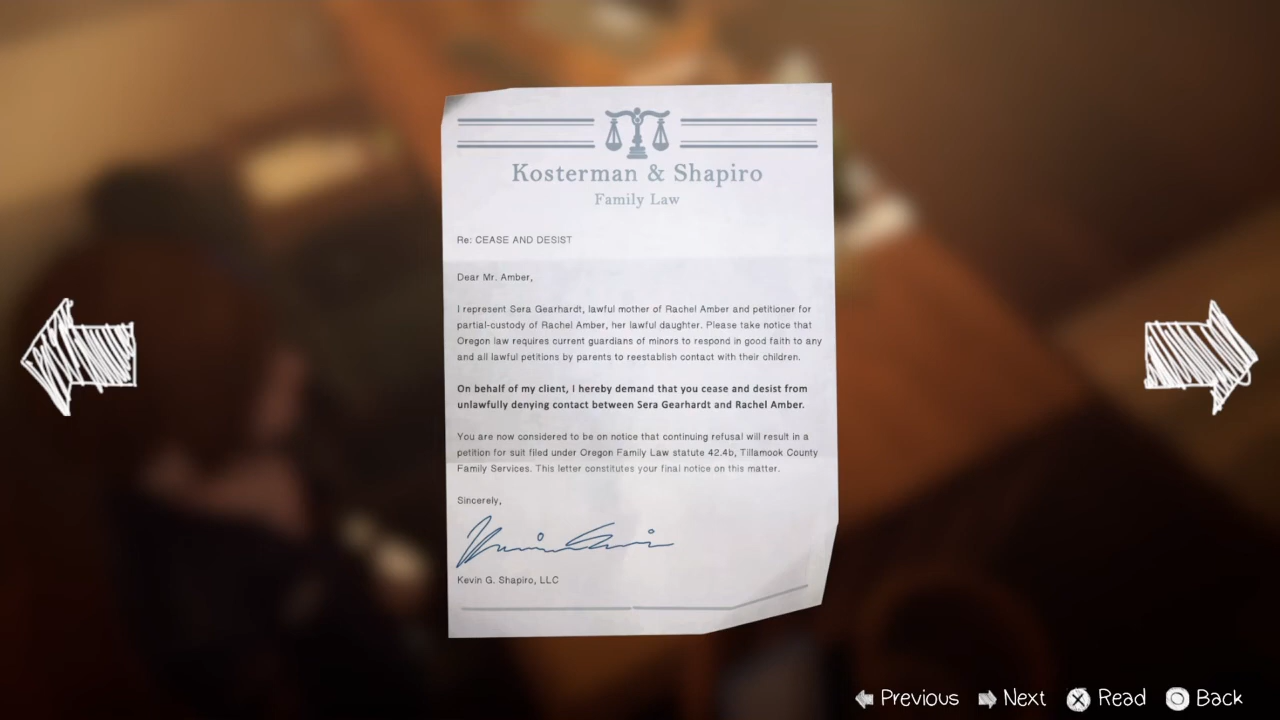 Kosterman & Shapiro
Family Law
Re: CEASE AND DESIST
Dear Mr. Amber,
I represent Sera Gearhardt, lawful mother of Rachel Amber and petitioner for
partial-custody of Rachel Amber, her lawful daughter. Please take notice that
Oregon law requires current guardians of minors to respond in good faith to any
and all lawful petitions by parents to reestablish contact with their children.
On behalf of my client, I hereby demand that you cease and desist from
unlawfully denying contact between Sera Gearhardt and Rachel Amber.
You are now considered to be on notice that continuing refusal will result in a
petition for suit filed under Oregon Family Law statute 42.4b, Tillamook County
Family Services. This letter constitutes your final notice on this matter.
Sincerely,
Kevin G. Shapiro, LLC
Previous Next Read Back